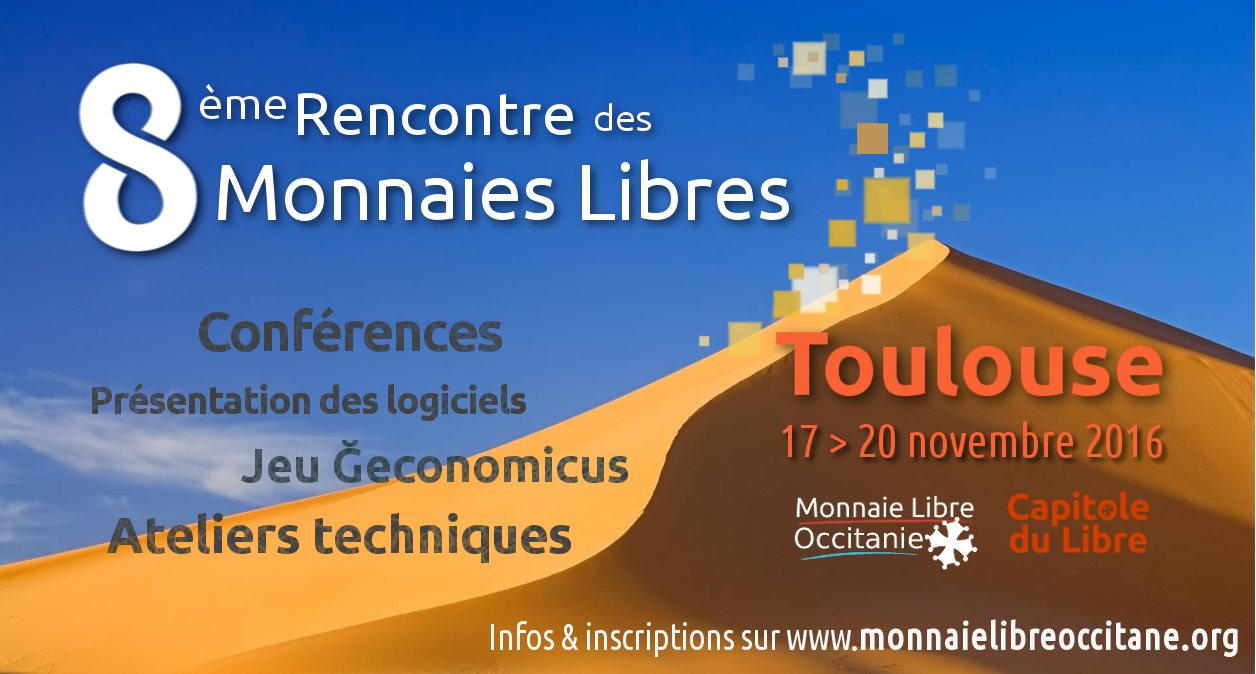 8ème Rencontre des
Monnaies Libres
Conférences
Présentation des logiciels
Jeu Ğeconomicus
Ateliers techniques
Toulouse
17 > 20 novembre 2016
Monnaie Libre
Occitanie
Capitole
du Libre
Infos & inscriptions sur www.monnaielibreoccitane.org